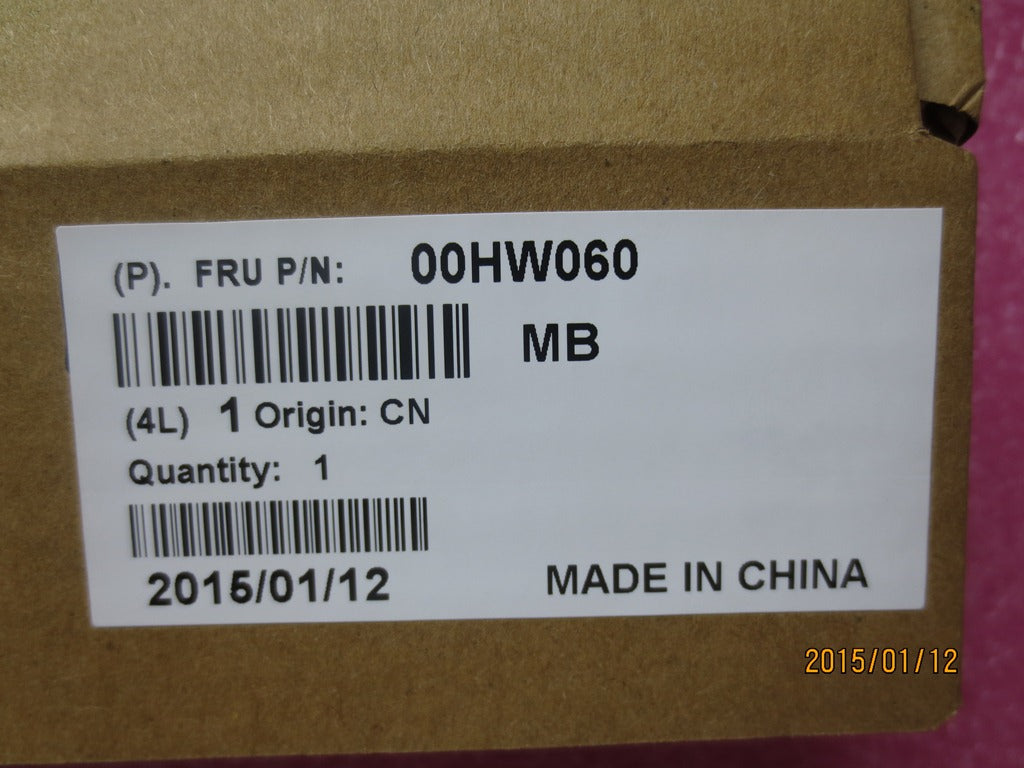 (P). FRU P/N: 00HW060
MB
(4L) 1 Origin: CN
Quantity: 1
2015/01/12
MADE IN CHINA
2015/01/12